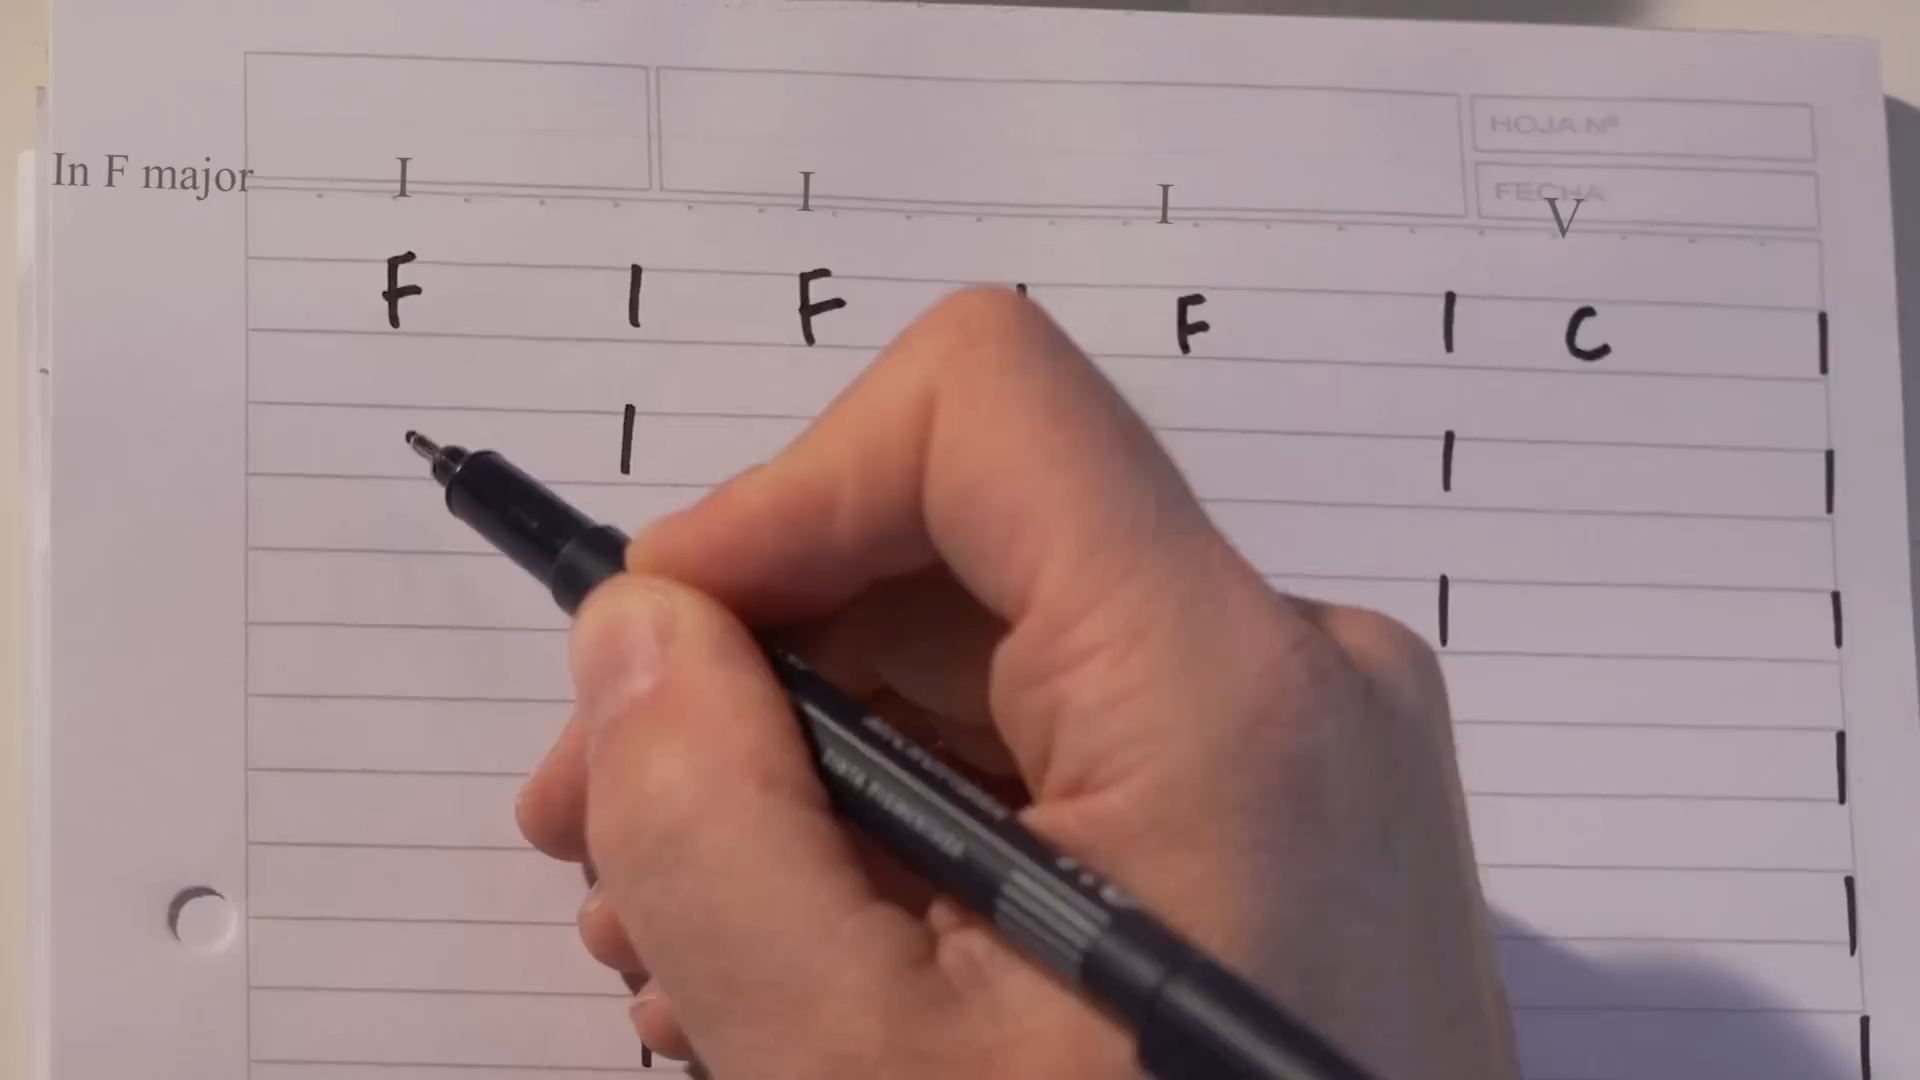 HOJA Nº
FECHA
In F major I I I V
F | F | F | C |